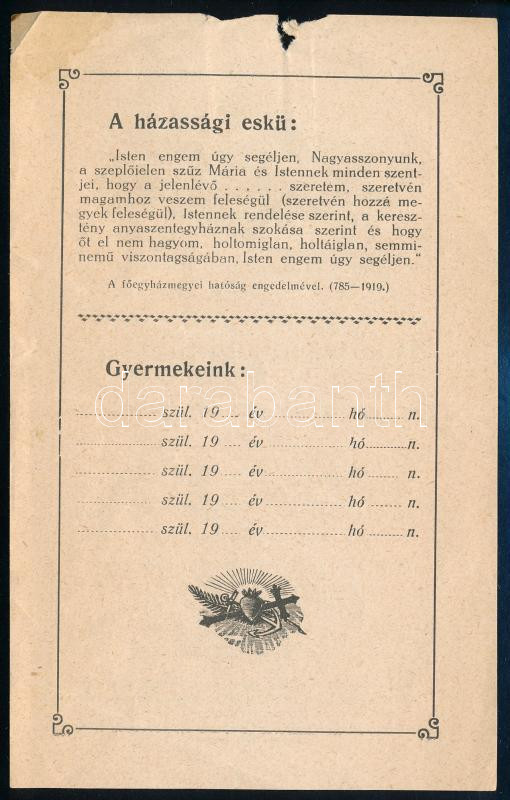 A házassági eskü:
„Isten engem úgy segéljen, Nagyasszonyunk,
a szeplőielen szűz Mária és Istennek minden szent-
jei, hogy a jelenlévő . . . . . . szeretem, szeretvén
magamhoz veszem feleségül (szeretvén hozzá me-
gyek feleségül), Istennek rendelése szerint, a keresz-
tény anyaszentegyháznak szokása szerint és hogy
őt el nem hagyom, holtomiglan, holtáiglan, semmi-
nemű viszontagságában, Isten engem úgy segéljen.“
A főegyházmegyei hatóság engedelmével. (785—1919.)
Gyermekeink:
darabanth
szül. 19 .... év .... hó .... n.
szül. 19 .... év .... hó .... n.
szül. 19 .... év .... hó .... n.
szül. 19 .... év .... hó .... n.
szül. 19 .... év .... hó .... n.